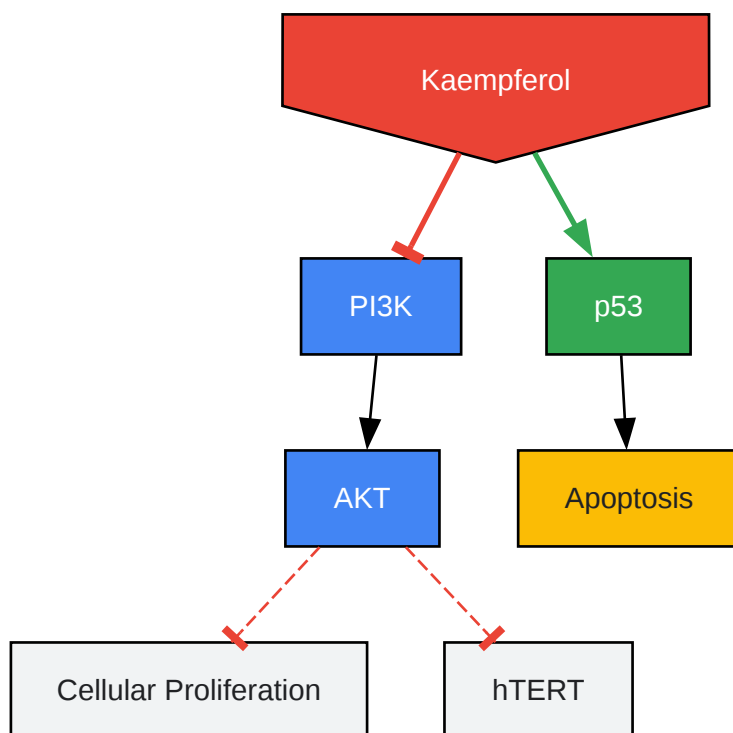 Kaempferol
PI3K
p53
AKT
Apoptosis
Cellular Proliferation
hTERT